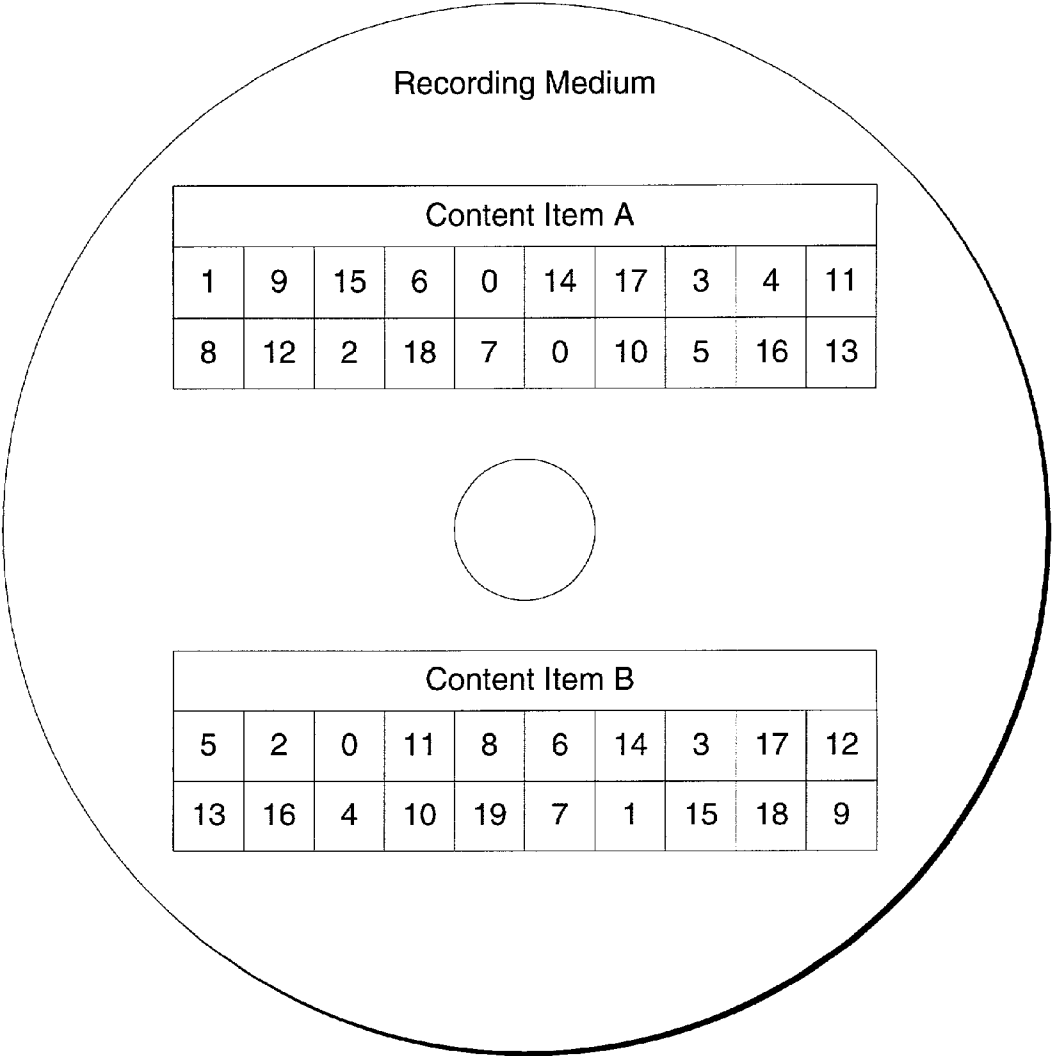 Recording Medium
Content Item A
1 9 15 6 0 14 17 3 4 11
8 12 2 18 7 0 10 5 16 13
Content Item B
5 2 0 11 8 6 14 3 17 12
13 16 4 10 19 7 1 15 18 9